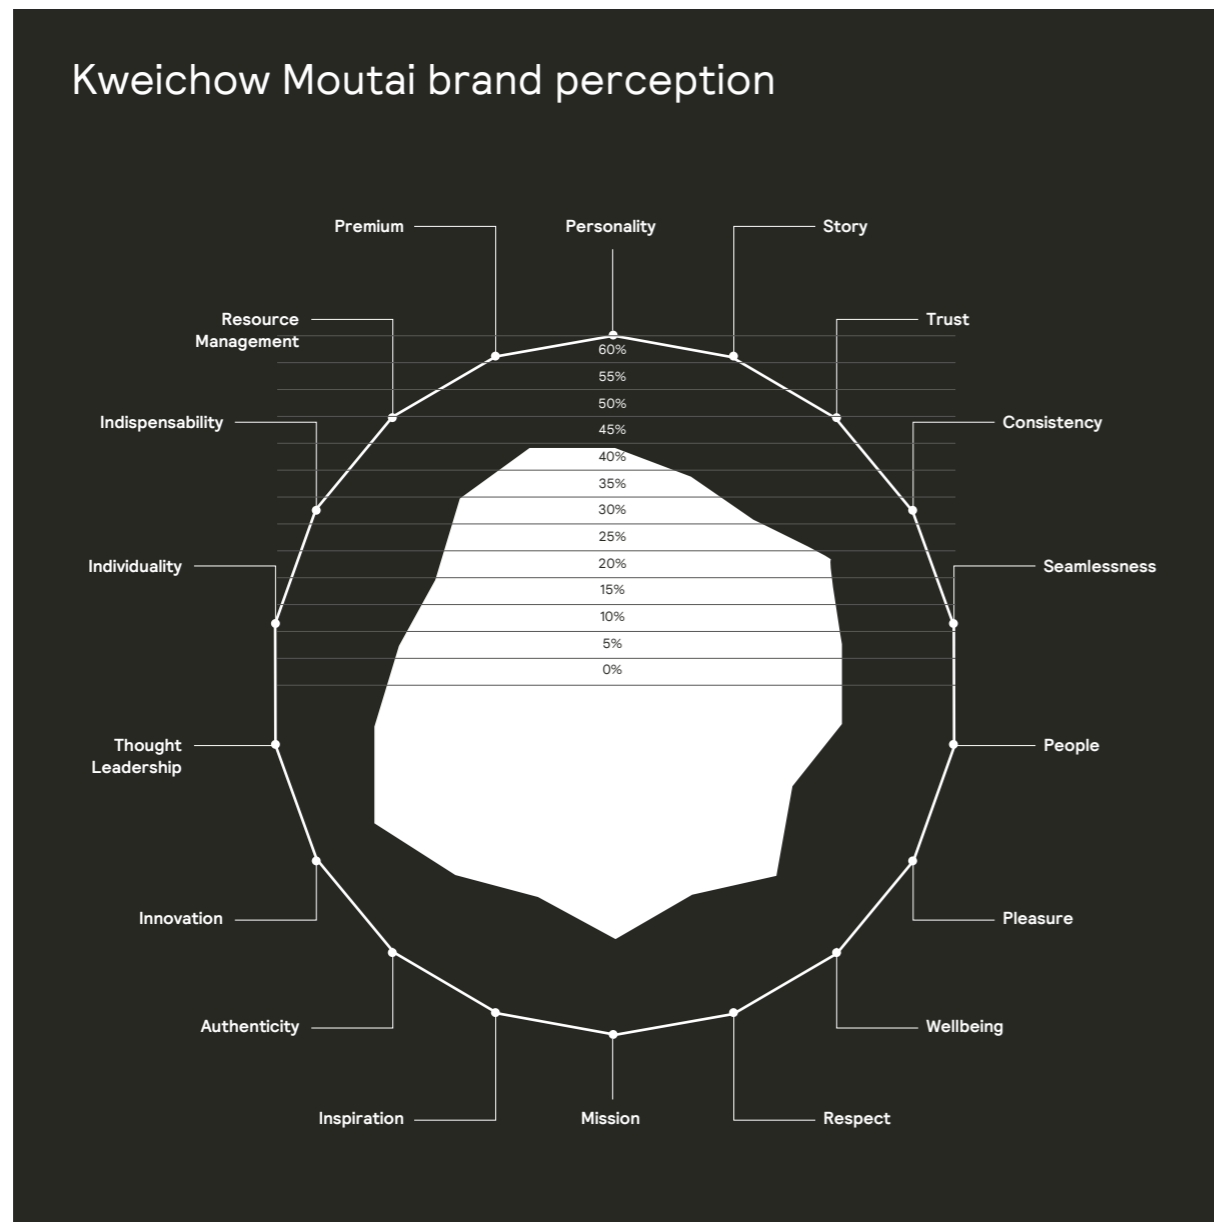 Kweichow Moutai brand perception
Premium
Personality
Story
Resource
Management
Trust
60%
55%
50%
45%
40%
35%
30%
25%
20%
15%
10%
5%
0%
Indispensability
Consistency
Individuality
Seamlessness
Thought
Leadership
People
Innovation
Pleasure
Authenticity
Wellbeing
Inspiration
Mission
Respect